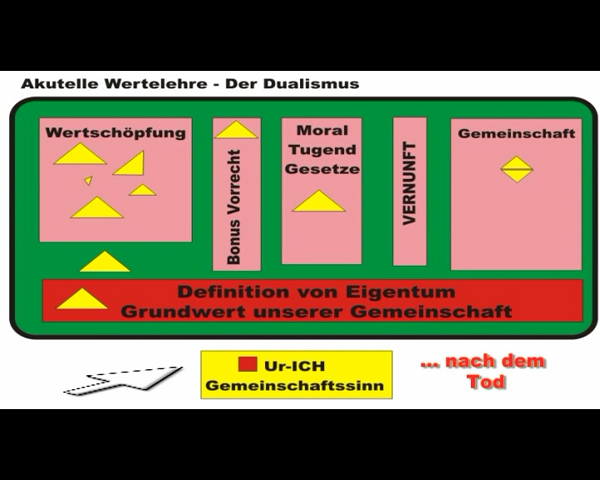 Akutelle Wertelehre - Der Dualismus
Wertschöpfung
Bonus Vorrecht
Moral
Tugend
Gesetze
VERNUNFT
Gemeinschaft
Definition von Eigentum
Grundwert unserer Gemeinschaft
Ur-ICH
Gemeinschaftssinn
... nach dem
Tod